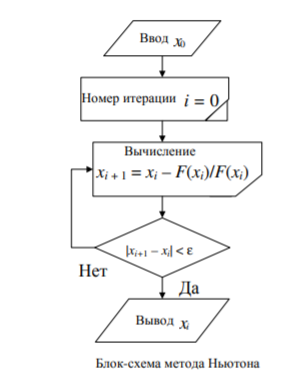 Ввод x₀
Номер итерации i = 0
Вычисление
xᵢ₊₁ = xᵢ – F(xᵢ)/F(xᵢ)
|xᵢ₊₁ – xᵢ| < ε
Нет
Да
Вывод xᵢ
Блок-схема метода Ньютона